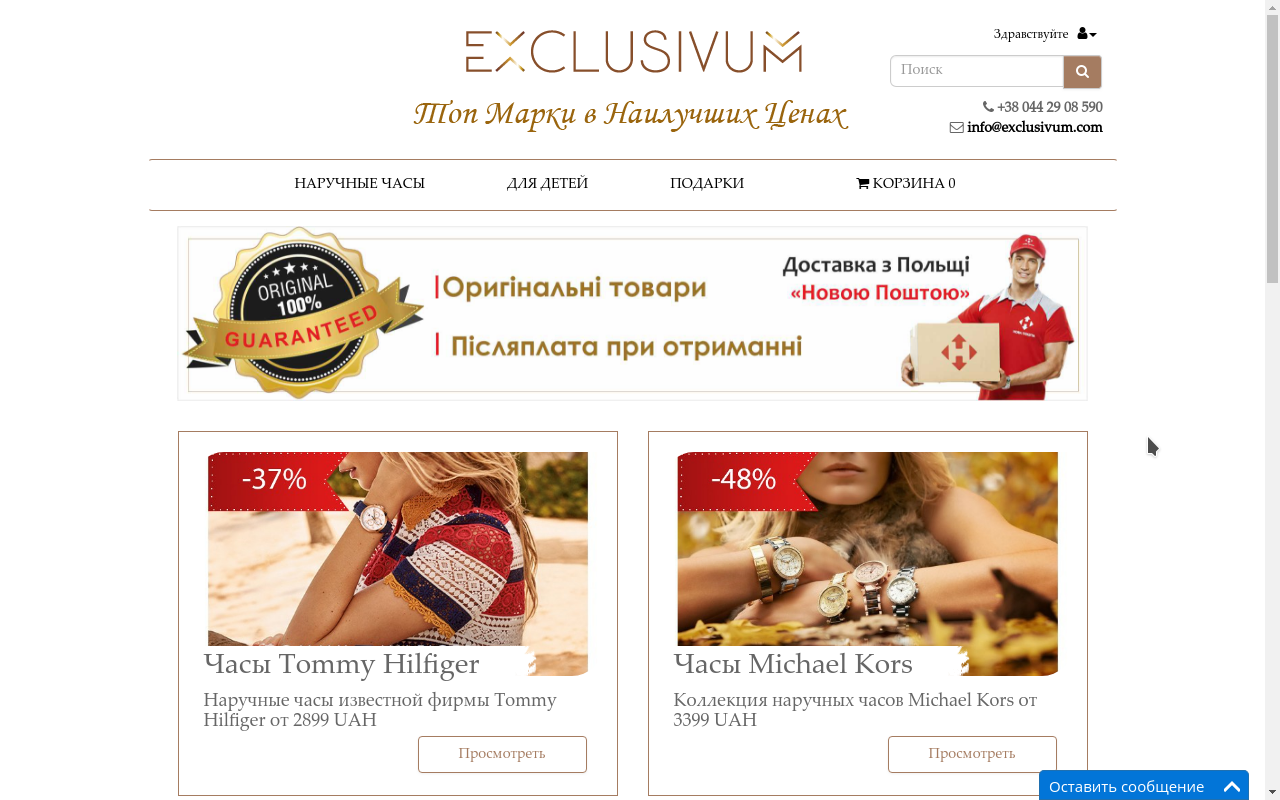 EXCLUSIVUM
Топ Марки в Наилучших Ценах
Здравствуйте
Поиск
+38 044 29 08 590
info@exclusivum.com
НАРУЧНЫЕ ЧАСЫ
ДЛЯ ДЕТЕЙ
ПОДАРКИ
КОРЗИНА 0
ORIGINAL
100%
GUARANTEED
Оригінальні товари
Післяплата при отриманні
Доставка з Польщі
«Новою Поштою»
-37%
Часы Tommy Hilfiger
Наручные часы известной фирмы Tommy
Hilfiger от 2899 UAH
Просмотреть
-48%
Часы Michael Kors
Коллекция наручных часов Michael Kors от
3399 UAH
Просмотреть
Оставить сообщение